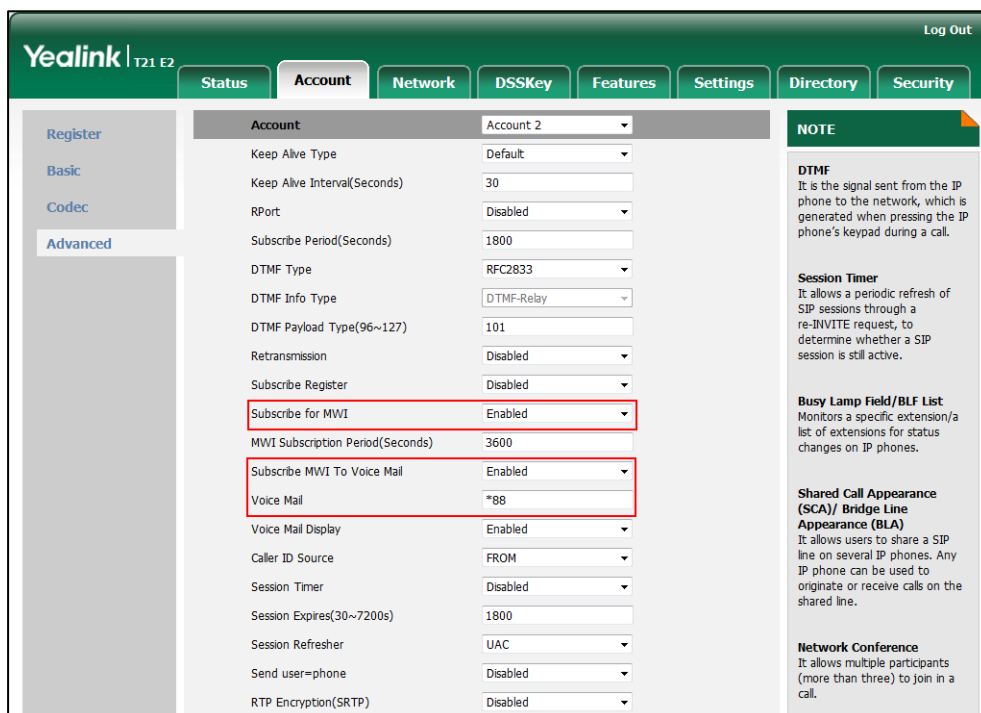 Log Out
Yealink T21 E2
Status Account Network DSSKey Features Settings Directory Security
Register
Basic
Codec
Advanced
Account Account 2
Keep Alive Type Default
Keep Alive Interval(Seconds) 30
RPort Disabled
Subscribe Period(Seconds) 1800
DTMF Type RFC2833
DTMF Info Type DTMF-Relay
DTMF Payload Type(96~127) 101
Retransmission Disabled
Subscribe Register Disabled
Subscribe for MWI Enabled
MWI Subscription Period(Seconds) 3600
Subscribe MWI To Voice Mail Enabled
Voice Mail *88
Voice Mail Display Enabled
Caller ID Source FROM
Session Timer Disabled
Session Expires(30~7200s) 1800
Session Refresher UAC
Send user=phone Disabled
RTP Encryption(SRTP) Disabled
NOTE
DTMF
It is the signal sent from the IP
phone to the network, which is
generated when pressing the IP
phone's keypad during a call.
Session Timer
It allows a periodic refresh of
SIP sessions through a
re-INVITE request, to
determine whether a SIP
session is still active.
Busy Lamp Field/BLF List
Monitors a specific extension/a
list of extensions for status
changes on IP phones.
Shared Call Appearance
(SCA)/ Bridge Line
Appearance (BLA)
It allows users to share a SIP
line on several IP phones. Any
IP phone can be used to
originate or receive calls on the
shared line.
Network Conference
It allows multiple participants
(more than three) to join in a
call.